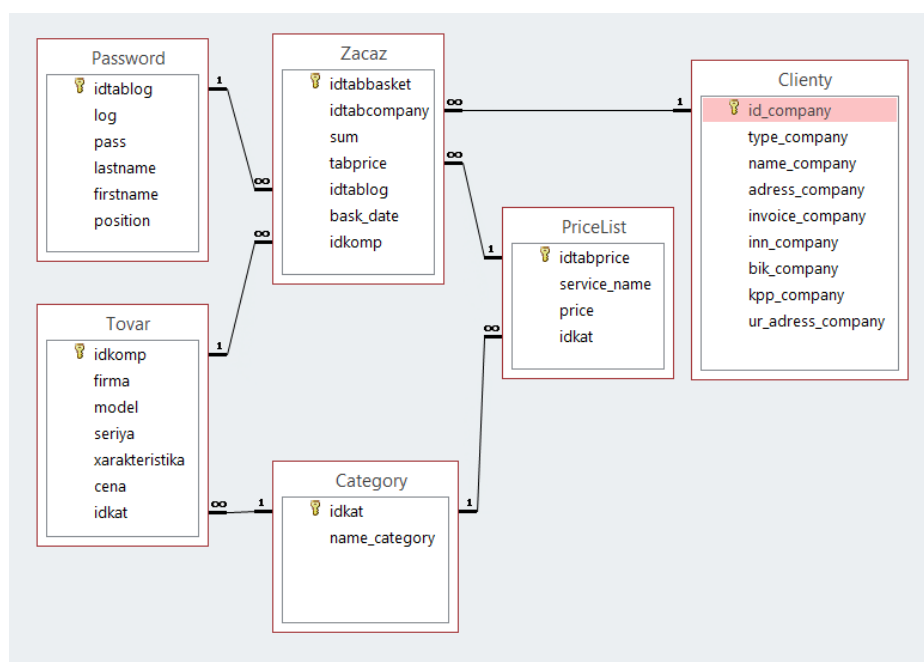 Password
idtablog
log
pass
lastname
firstname
position
1
∞
Zacaz
idtabbasket
idtabcompany
sum
tabprice
idtablog
bask_date
idkomp
∞
1
∞
1
∞
1
Clienty
id_company
type_company
name_company
adress_company
invoice_company
inn_company
bik_company
kpp_company
ur_adress_company
PriceList
idtabprice
service_name
price
idkat
∞
1
Tovar
idkomp
firma
model
seriya
xarakteristika
cena
idkat
∞
1
Category
idkat
name_category